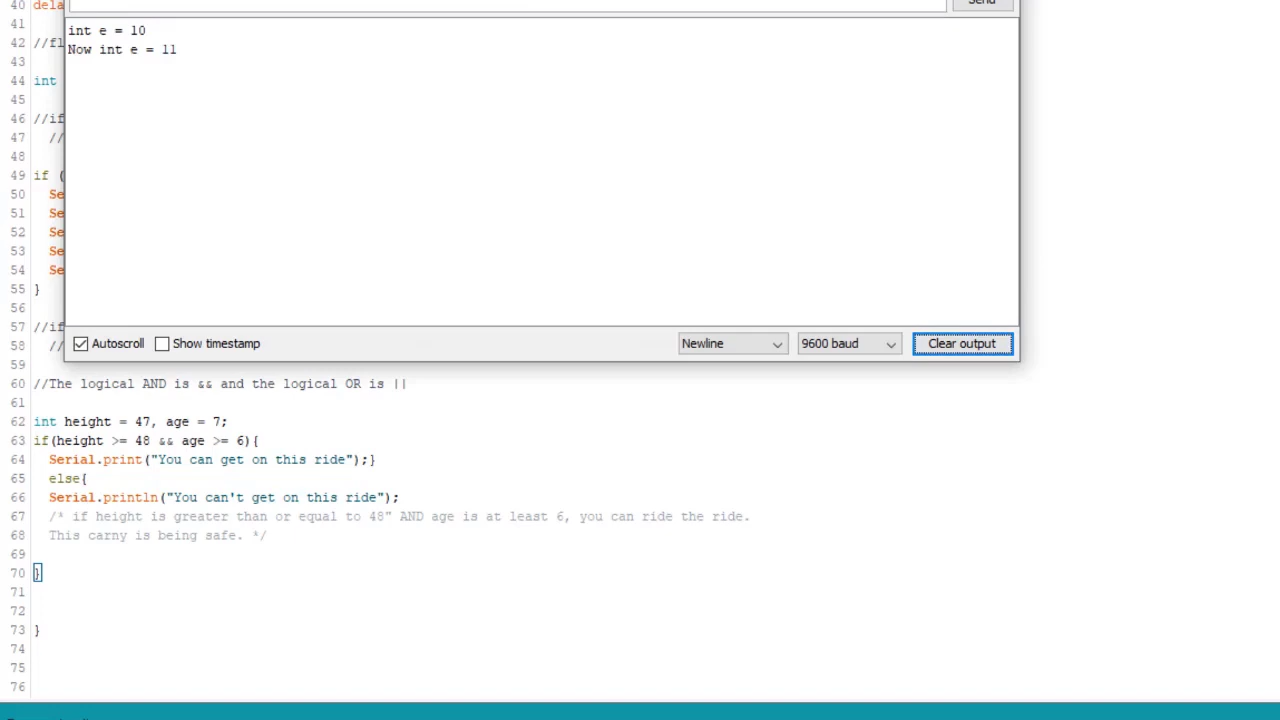 Send
int e = 10
Now int e = 11
40 dela
41
42 //fl
43
44 int
45
46 //if
47 //
48
49 if (
50 Se
51 Se
52 Se
53 Se
54 Se
55 }
56
57 //if
58 //
59
Autoscroll Show timestamp Newline 9600 baud Clear output
60 //The logical AND is && and the logical OR is ||
61
62 int height = 47, age = 7;
63 if(height >= 48 && age >= 6){
64 Serial.print("You can get on this ride");}
65 else{
66 Serial.println("You can't get on this ride");
67 /* if height is greater than or equal to 48" AND age is at least 6, you can ride the ride.
68 This carny is being safe. */
69
70 }
71
72
73 }
74
75
76